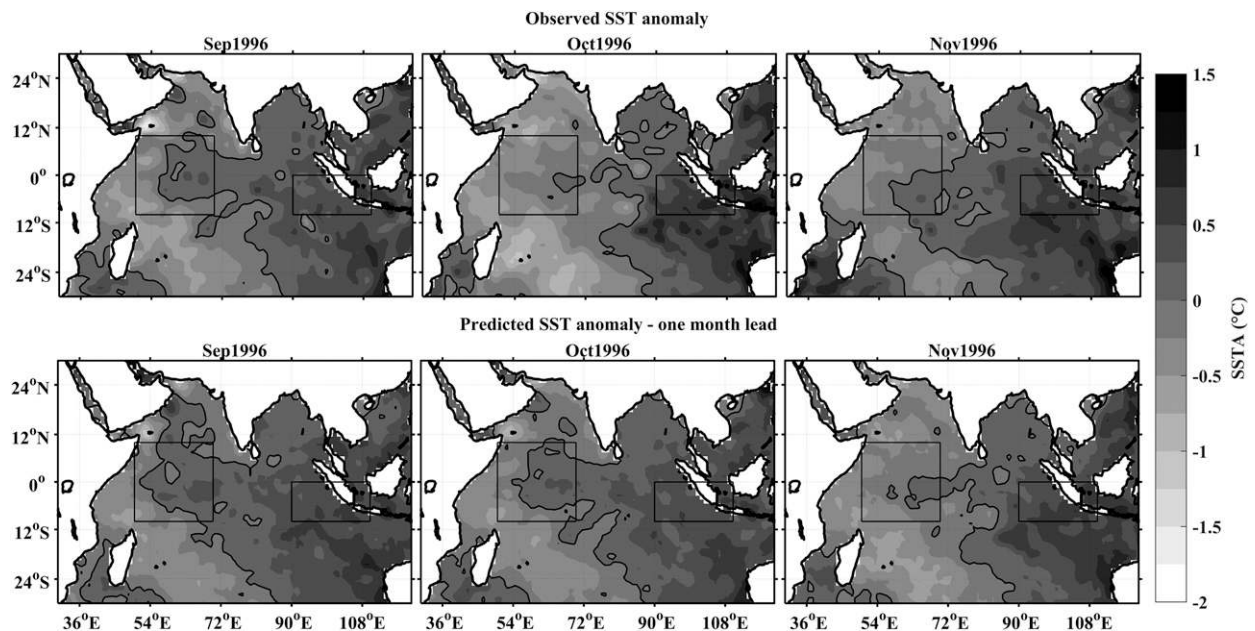 Observed SST anomaly
Sep1996 Oct1996 Nov1996
24°N
12°N
0°
12°S
24°S
Predicted SST anomaly - one month lead
Sep1996 Oct1996 Nov1996
24°N
12°N
0°
12°S
24°S
36°E 54°E 72°E 90°E 108°E 36°E 54°E 72°E 90°E 108°E 36°E 54°E 72°E 90°E 108°E
1.5
1
0.5
0
-0.5
-1
-1.5
-2
SSTA (°C)